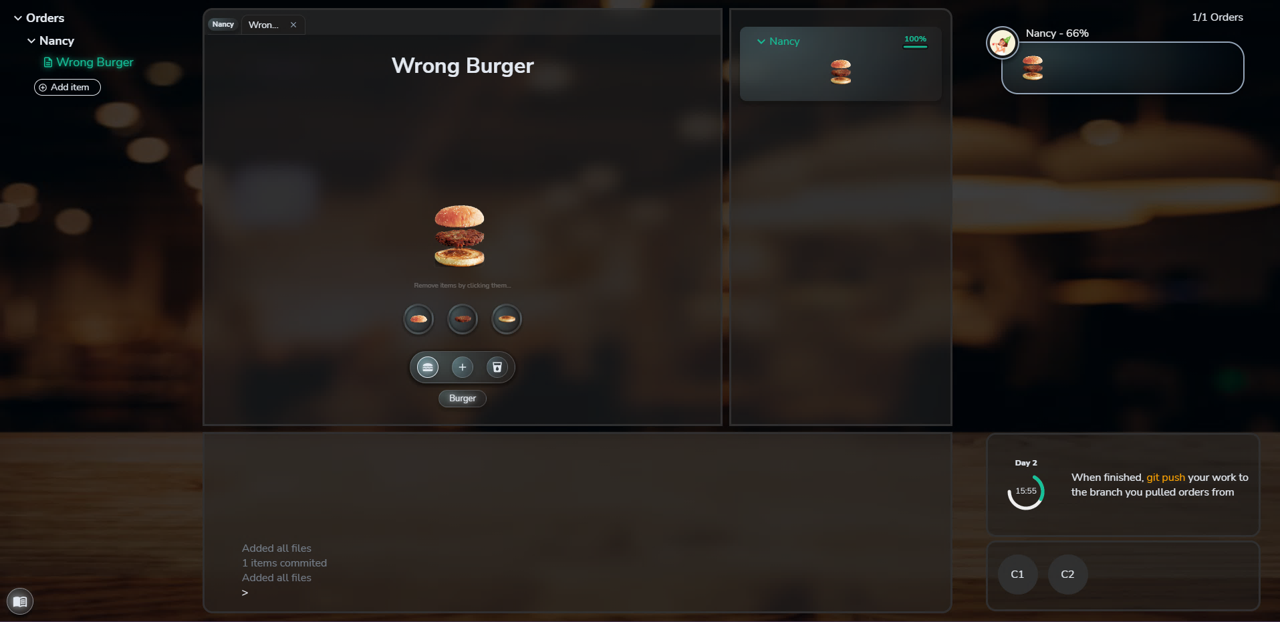 Orders
Nancy
Wrong Burger
Add item
Nancy
Wron...
Wrong Burger
Remove items by clicking them...
Burger
Nancy
100%
1/1 Orders
Nancy - 66%
Added all files
1 items commited
Added all files
>
Day 2
15:55
When finished, git push your work to
the branch you pulled orders from
C1
C2